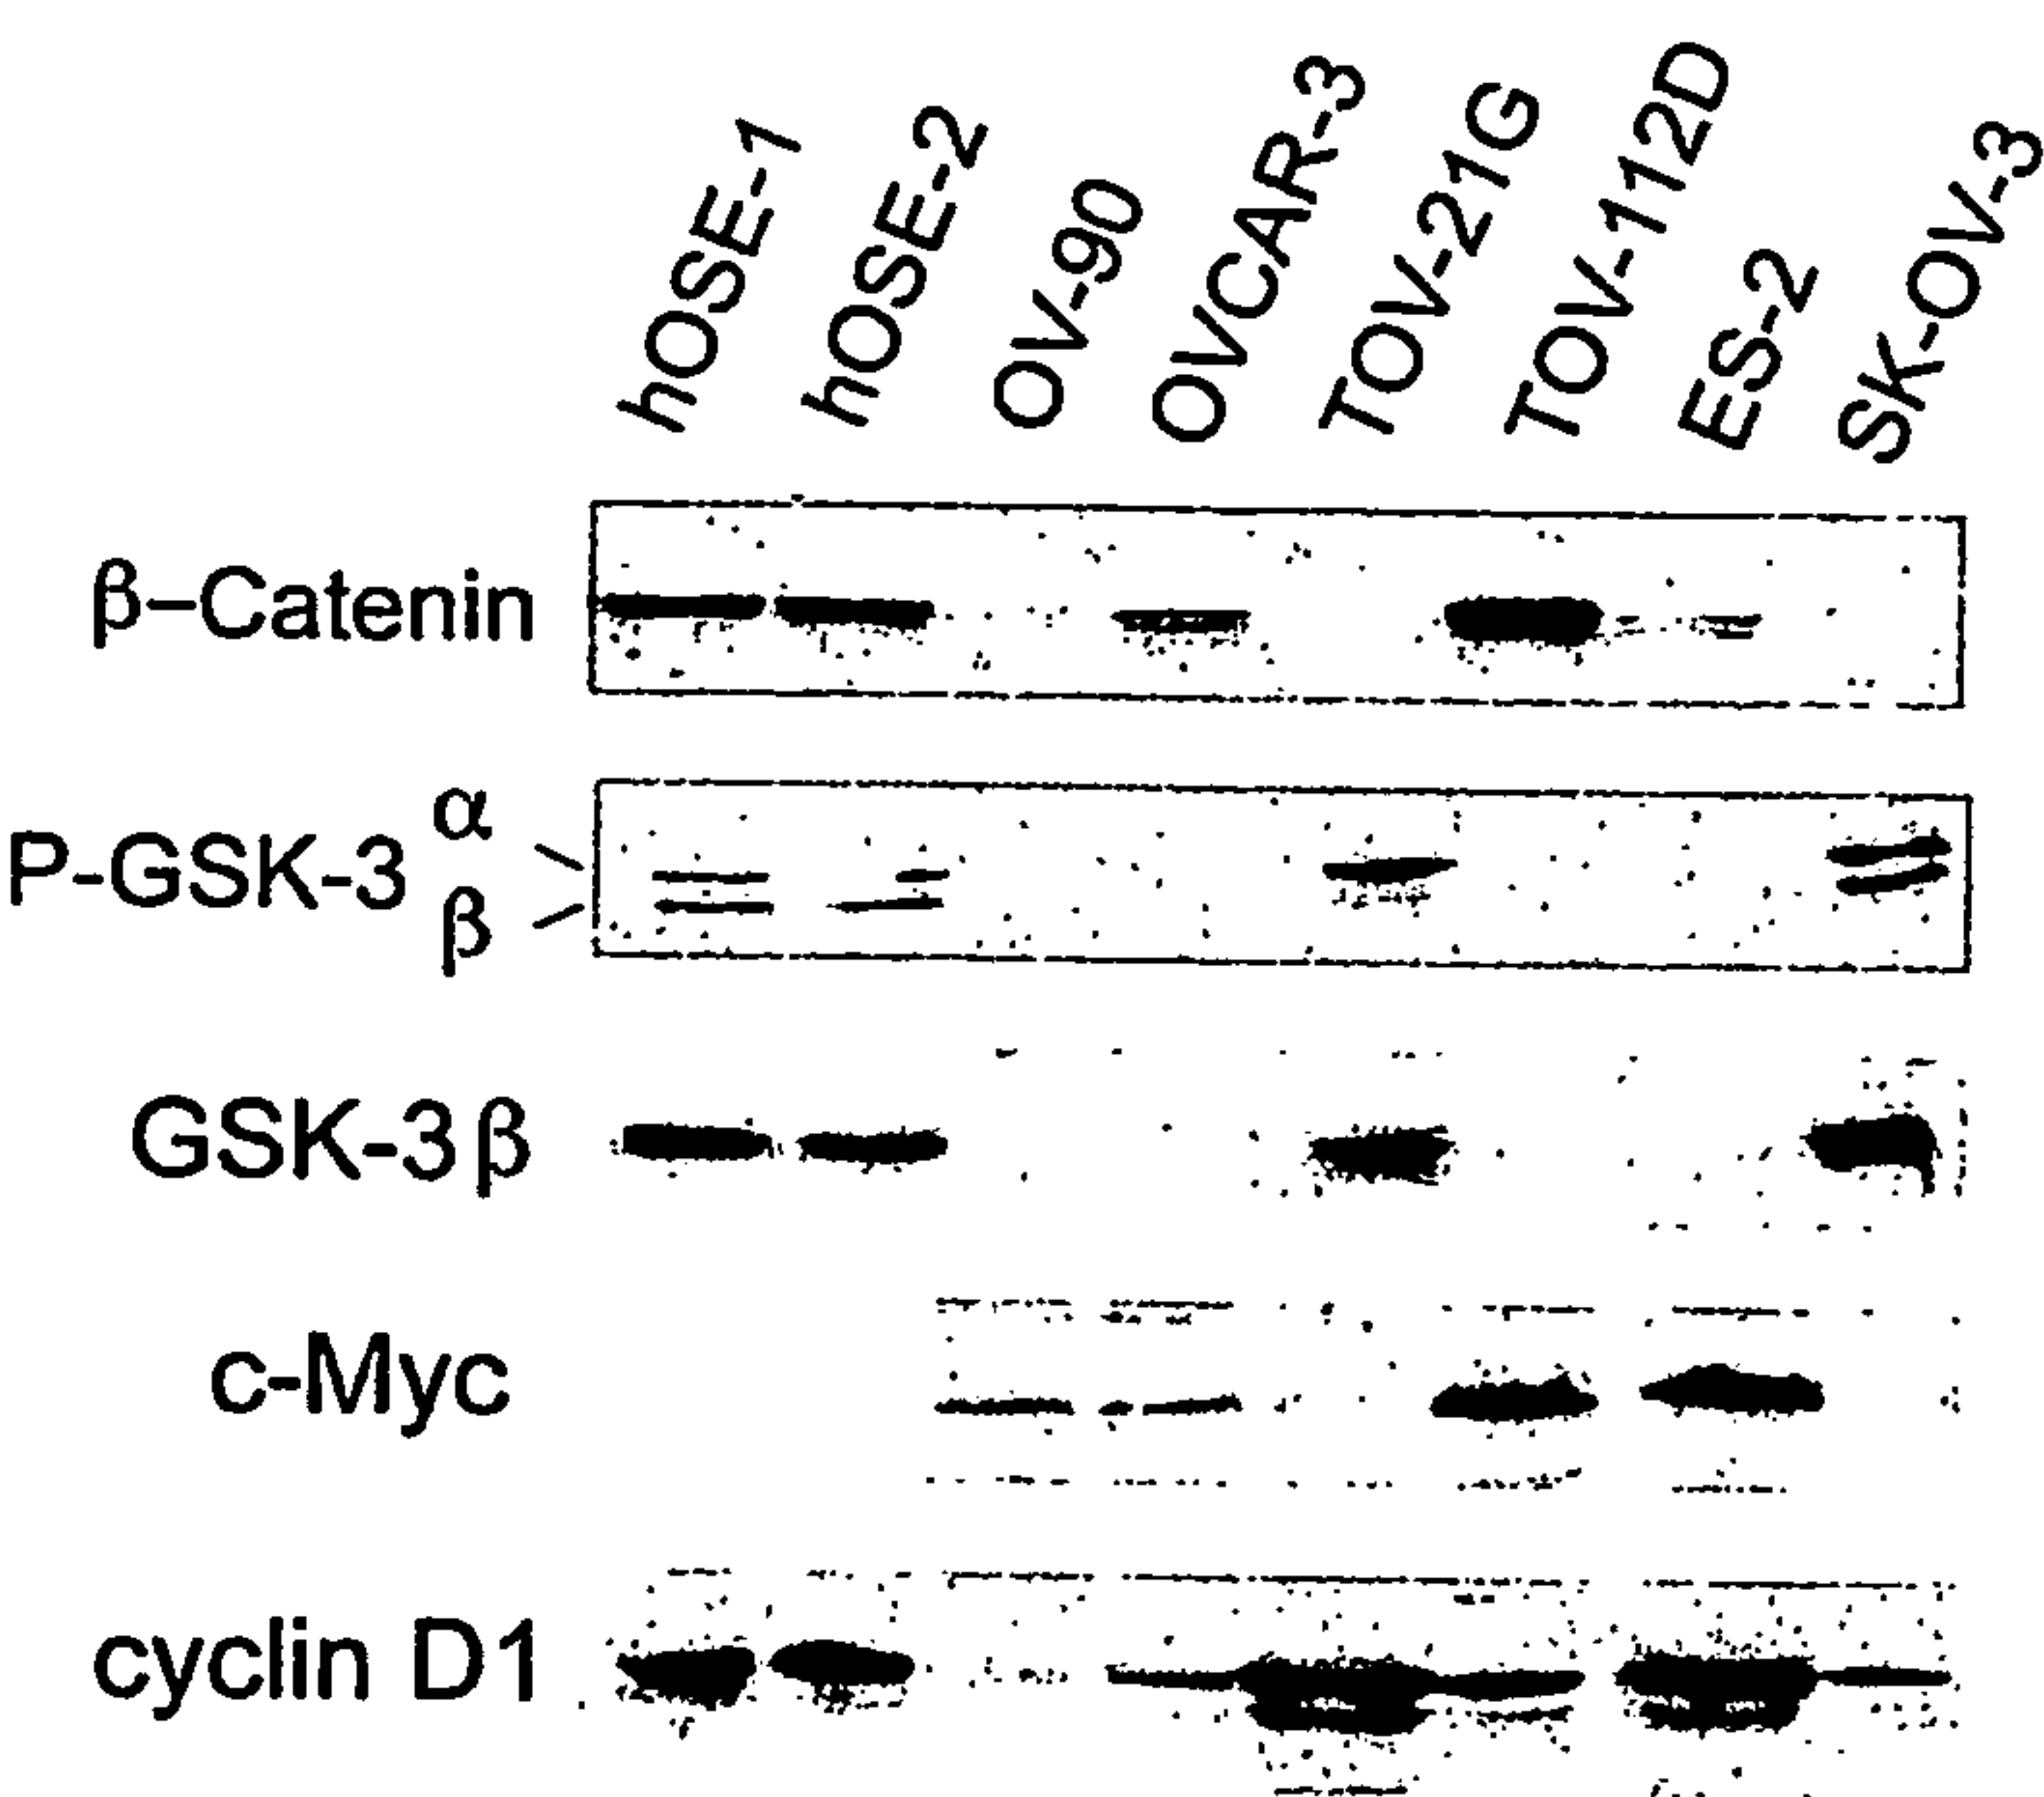 hOSE-1
hOSE-2
OV-90
OVCAR-3
TOV-21G
TOV-112D
ES-2
SK-OV-3
β–Catenin
P-GSK-3 α
β
GSK-3β
c-Myc
cyclin D1